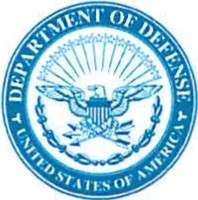 DEPARTMENT OF DEFENSE
UNITED STATES OF AMERICA